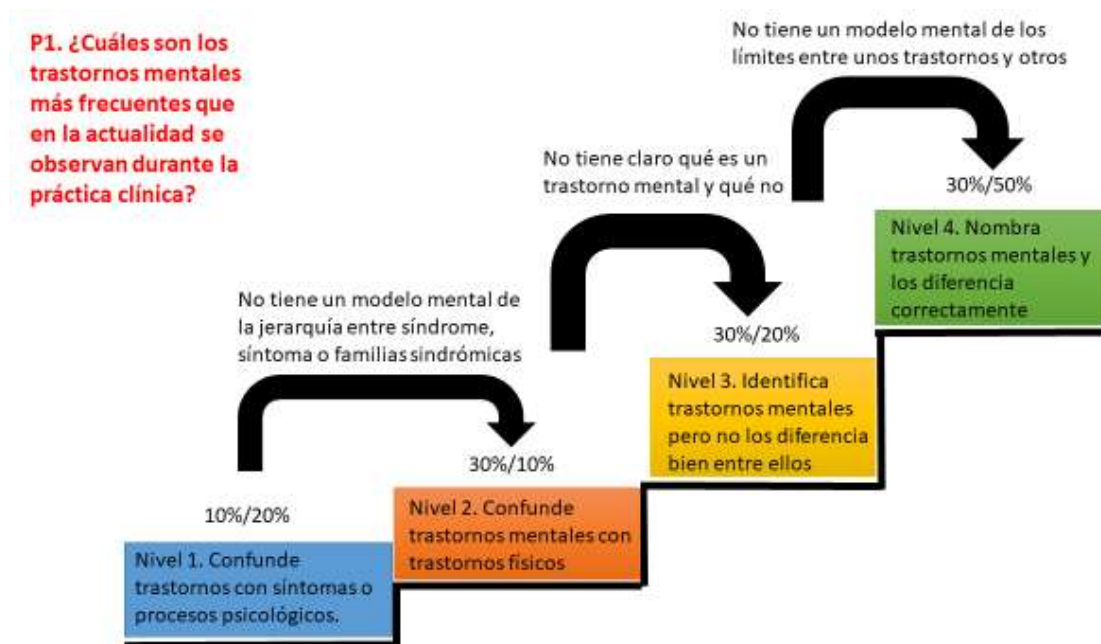 P1. ¿Cuáles son los
trastornos mentales
más frecuentes que
en la actualidad se
observan durante la
práctica clínica?
No tiene un modelo mental de los
límites entre unos trastornos y otros
No tiene claro qué es un
trastorno mental y qué no
30%/50%
Nivel 4. Nombra
trastornos mentales y
los diferencia
correctamente
No tiene un modelo mental de
la jerarquía entre síndrome,
síntoma o familias sindrómicas
30%/20%
Nivel 3. Identifica
trastornos mentales
pero no los diferencia
bien entre ellos
30%/10%
Nivel 2. Confunde
trastornos mentales con
trastornos físicos
10%/20%
Nivel 1. Confunde
trastornos con síntomas o
procesos psicológicos.